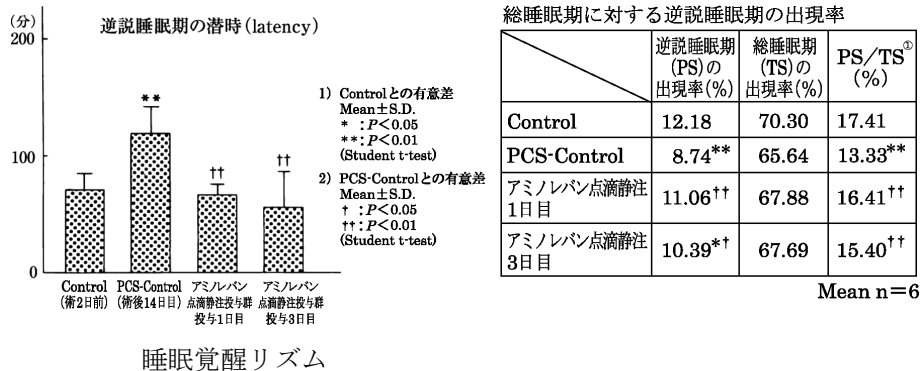 (分)
200
100
0
逆説睡眠期の潜時(latency)
**
††
††
1) Controlとの有意差
Mean±S.D.
* :P<0.05
**:P<0.01
(Student t-test)
2) PCS-Controlとの有意差
Mean±S.D.
† :P<0.05
††:P<0.01
(Student t-test)
Control
(術2日前)
PCS-Control
(術後14日目)
アミノレバン
点滴静注投与群
投与1日目
アミノレバン
点滴静注投与群
投与3日目
睡眠覚醒リズム
総睡眠期に対する逆説睡眠期の出現率
逆説睡眠期(PS)の出現率(%) 総睡眠期(TS)の出現率(%) PS/TS①(%)
Control 12.18 70.30 17.41
PCS-Control 8.74** 65.64 13.33**
アミノレバン点滴静注1日目 11.06†† 67.88 16.41††
アミノレバン点滴静注3日目 10.39*† 67.69 15.40††
Mean n=6